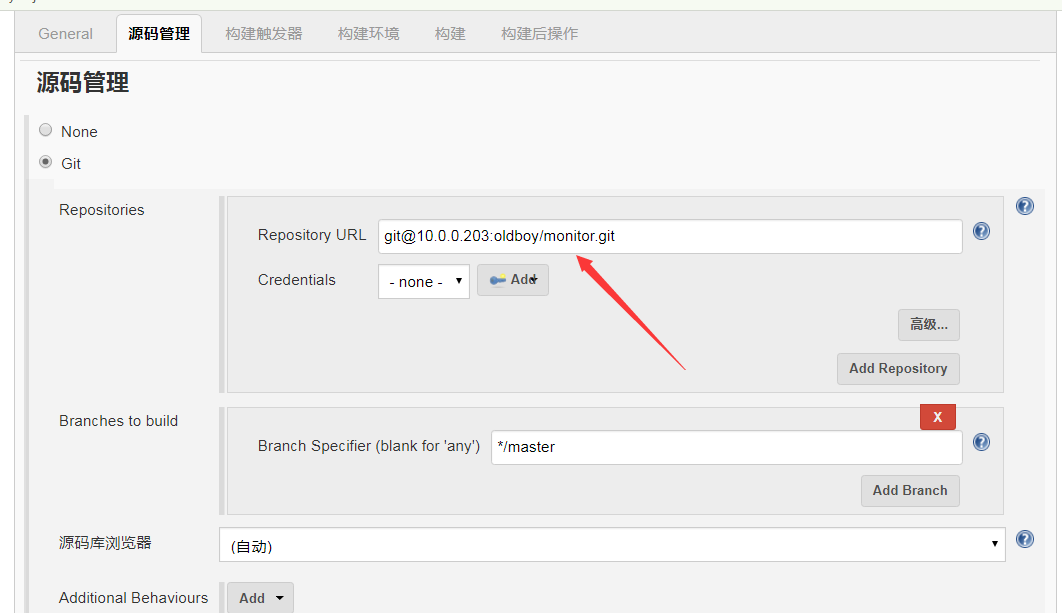 General 源码管理 构建触发器 构建环境 构建 构建后操作
源码管理
None
Git
Repositories
Repository URL git@10.0.0.203:oldboy/monitor.git
Credentials - none - Add
高级...
Add Repository
Branches to build
X
Branch Specifier (blank for 'any') */master
Add Branch
源码库浏览器 (自动)
Additional Behaviours Add